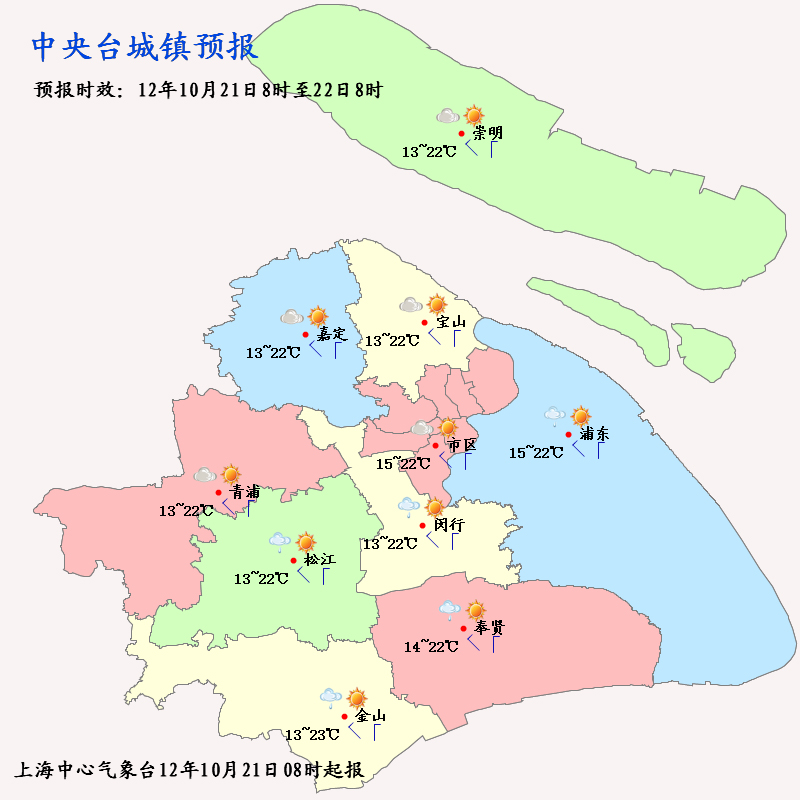 中央台城镇预报
预报时效：12年10月21日8时至22日8时
崇明
13~22℃
宝山
13~22℃
嘉定
13~22℃
浦东
15~22℃
市区
15~22℃
青浦
13~22℃
闵行
13~22℃
松江
13~22℃
奉贤
14~22℃
金山
13~23℃
上海中心气象台12年10月21日08时起报